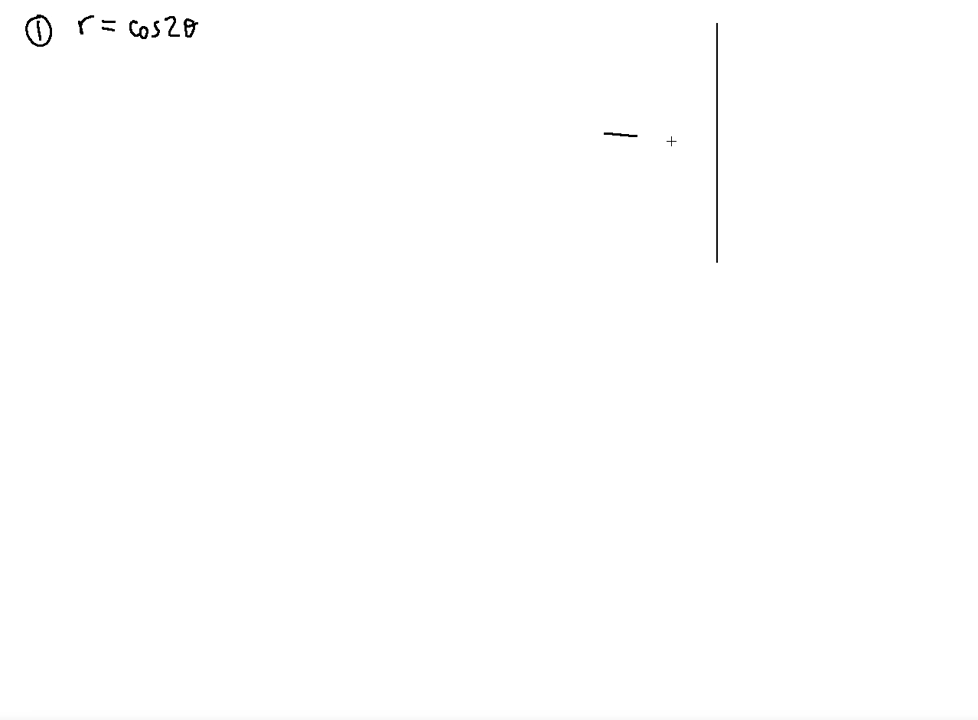 ① r = cos2θ